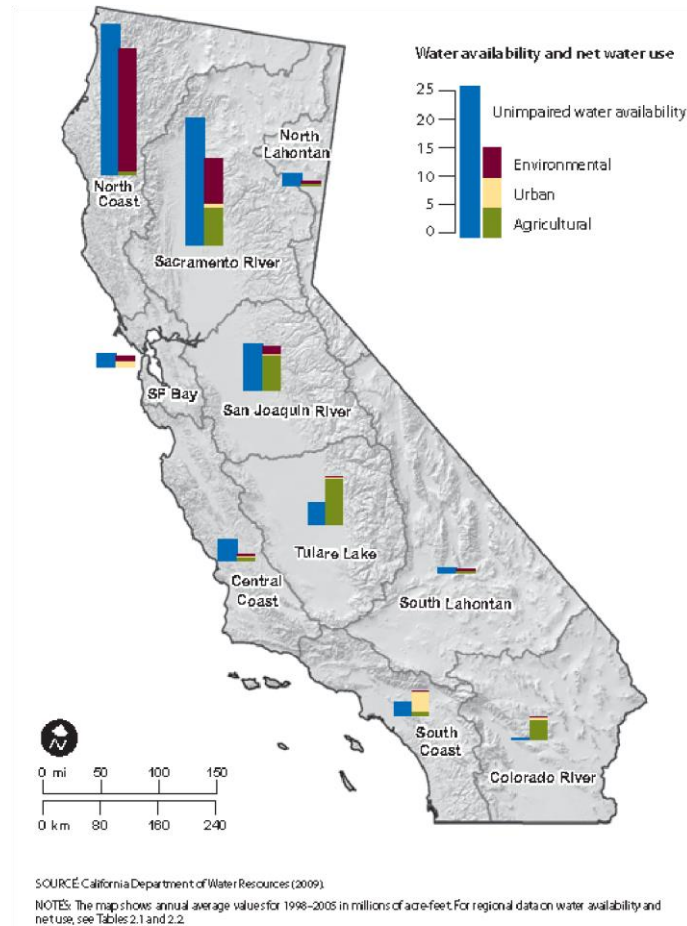 Water availability and net water use
25
20
15
10
5
0
Unimpaired water availability
Environmental
Urban
Agricultural
North
Coast
North
Lahontan
Sacramento River
SF Bay
San Joaquin River
Tulare Lake
Central
Coast
South Lahontan
South
Coast
Colorado River
N
0 mi 50 100 150
0 km 80 160 240
SOURCE: California Department of Water Resources (2009).
NOTES: The map shows annual average values for 1998–2005 in millions of acre-feet. For regional data on water availability and
net use, see Tables 2.1 and 2.2